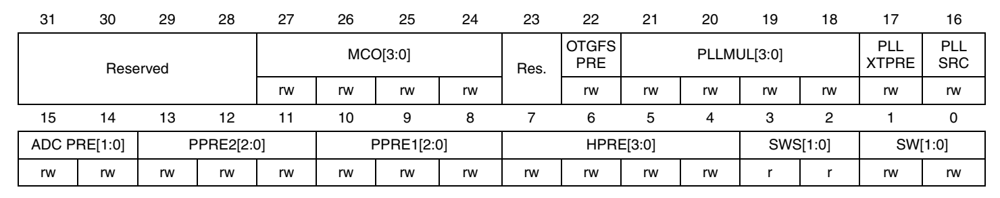 31 30 29 28 27 26 25 24 23 22 21 20 19 18 17 16
Reserved MCO[3:0] Res. OTGFS PRE PLLMUL[3:0] PLL XTPRE PLL SRC
rw rw rw rw rw rw rw rw rw rw rw
15 14 13 12 11 10 9 8 7 6 5 4 3 2 1 0
ADC PRE[1:0] PPRE2[2:0] PPRE1[2:0] HPRE[3:0] SWS[1:0] SW[1:0]
rw rw rw rw rw rw rw rw rw rw rw rw r r rw rw